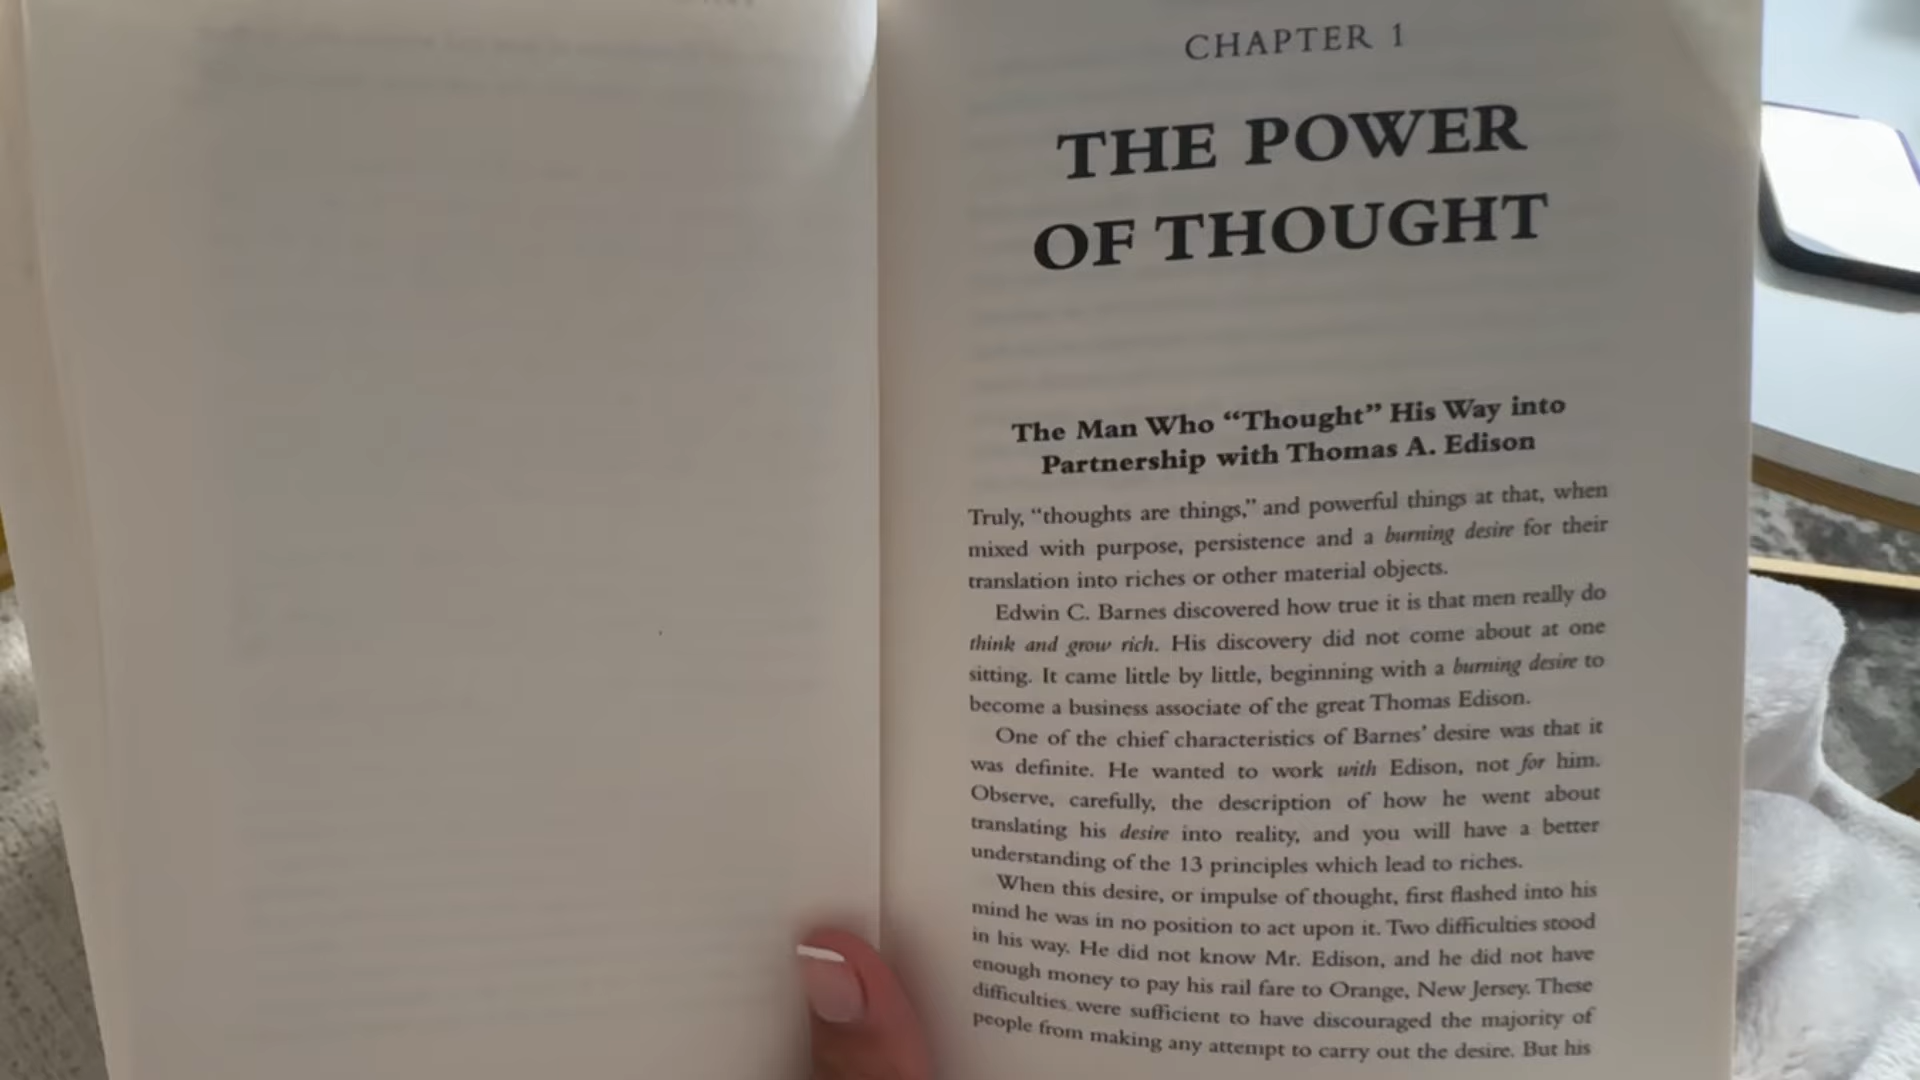 CHAPTER 1
THE POWER
OF THOUGHT
The Man Who “Thought” His Way into
Partnership with Thomas A. Edison
Truly, “thoughts are things,” and powerful things at that, when
mixed with purpose, persistence and a burning desire for their
translation into riches or other material objects.
Edwin C. Barnes discovered how true it is that men really do
think and grow rich. His discovery did not come about at one
sitting. It came little by little, beginning with a burning desire to
become a business associate of the great Thomas Edison.
One of the chief characteristics of Barnes’ desire was that it
was definite. He wanted to work with Edison, not for him.
Observe, carefully, the description of how he went about
translating his desire into reality, and you will have a better
understanding of the 13 principles which lead to riches.
When this desire, or impulse of thought, first flashed into his
mind he was in no position to act upon it. Two difficulties stood
in his way. He did not know Mr. Edison, and he did not have
enough money to pay his rail fare to Orange, New Jersey. These
difficulties were sufficient to have discouraged the majority of
people from making any attempt to carry out the desire. But his